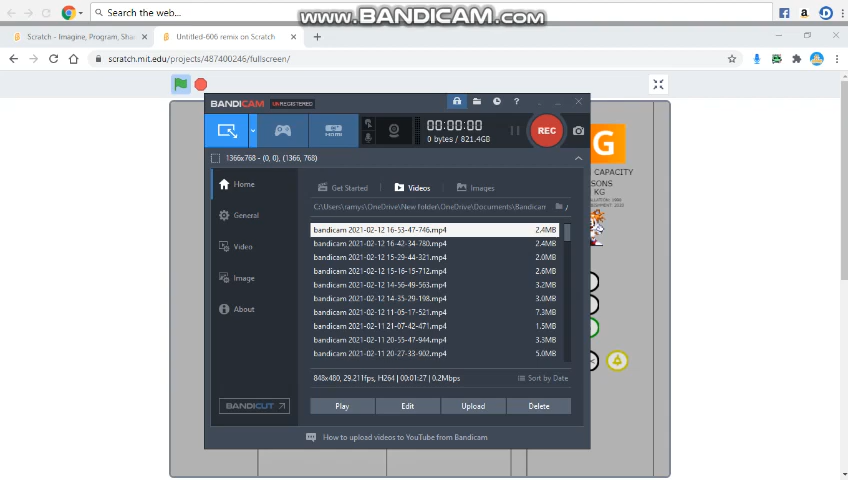 Search the web...
WWW.BANDICAM.COM
Scratch - Imagine, Program, Sha
Untitled-606 remix on Scratch
scratch.mit.edu/projects/487400246/fullscreen/
BANDICAM
UNREGISTERED
HDMI
00:00:00
0 bytes / 821.4GB
REC
1366x768 - (0, 0), (1366, 768)
Home
General
Video
Image
About
BANDICUT
Get Started
Videos
Images
C:\Users\ramys\OneDrive\New folder\OneDrive\Documents\Bandicam
bandicam 2021-02-12 16-53-47-746.mp4 2.4MB
bandicam 2021-02-12 16-42-34-780.mp4 2.4MB
bandicam 2021-02-12 15-29-44-321.mp4 2.0MB
bandicam 2021-02-12 15-16-15-712.mp4 2.6MB
bandicam 2021-02-12 14-56-49-563.mp4 3.2MB
bandicam 2021-02-12 14-35-29-198.mp4 3.0MB
bandicam 2021-02-12 11-05-17-521.mp4 7.3MB
bandicam 2021-02-11 21-07-42-471.mp4 1.5MB
bandicam 2021-02-11 20-55-47-944.mp4 3.3MB
bandicam 2021-02-11 20-27-33-902.mp4 5.0MB
848x480, 29.211fps, H264 | 00:01:27 | 0.2Mbps
Sort by Date
Play
Edit
Upload
Delete
How to upload videos to YouTube from Bandicam
G
CAPACITY
SONS
KG